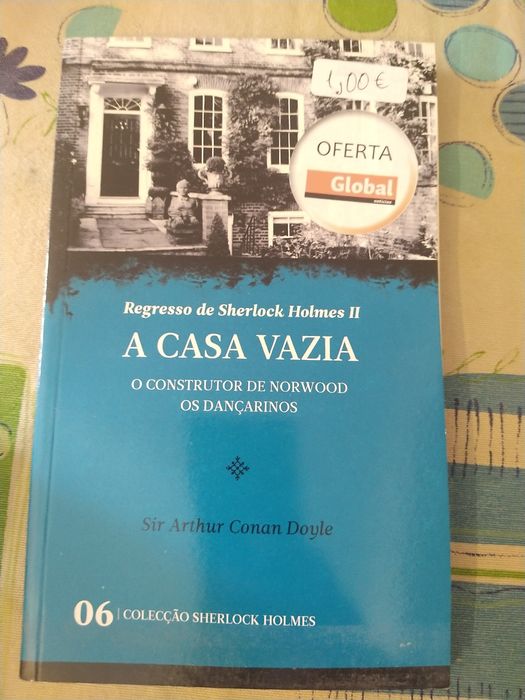 1,00€
OFERTA
Global
notícias
Regresso de Sherlock Holmes II
A CASA VAZIA
O CONSTRUTOR DE NORWOOD
OS DANÇARINOS
Sir Arthur Conan Doyle
06 | COLECÇÃO SHERLOCK HOLMES